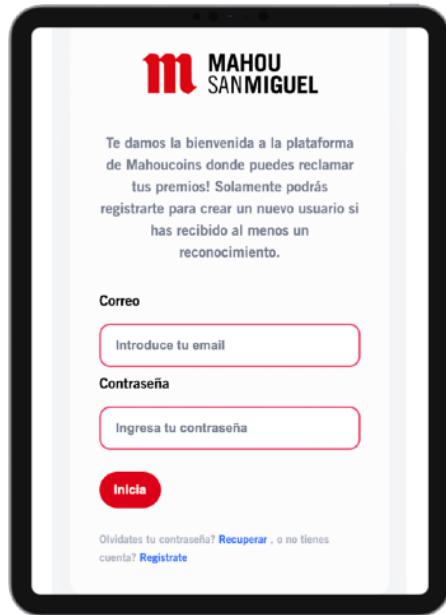 MAHOU
SANMIGUEL
Te damos la bienvenida a la plataforma
de Mahoucoins donde puedes reclamar
tus premios! Solamente podrás
registrarte para crear un nuevo usuario si
has recibido al menos un
reconocimiento.
Correo
Introduce tu email
Contraseña
Ingresa tu contraseña
Inicia
Olvidates tu contraseña? Recuperar , o no tienes
cuenta? Registrate